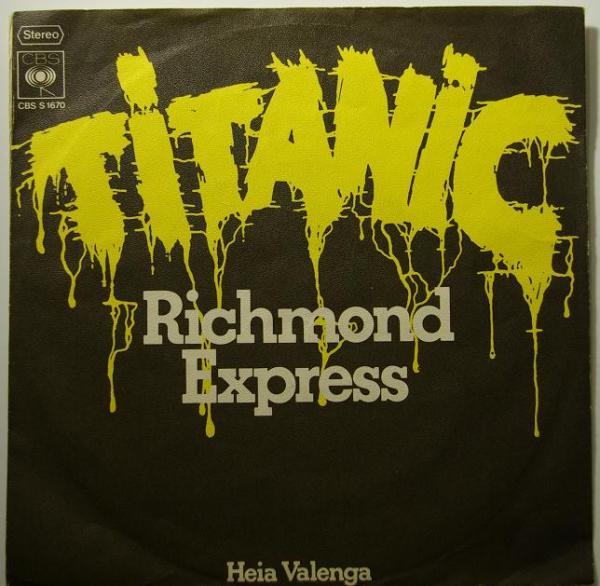 Stereo
CBS
CBS S 1670
TiTANiC
Richmond
Express
Heia Valenga